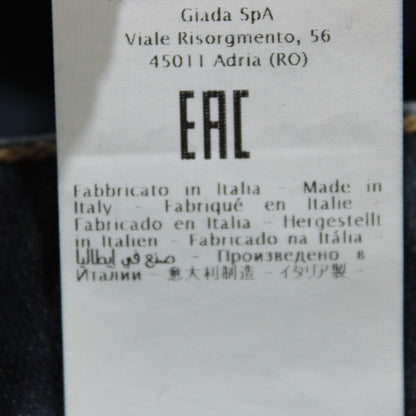 Giada SpA
Viale Risorgmento, 56
45011 Adria (RO)
EAC
Fabbricato in Italia - Made in
Italy - Fabriqué en Italie -
Fabricado en Italia - Hergestellt
in Italien - Fabricado na Itália -
صنع في إيطاليا - Произведено в
Италии - 意大利制造 - イタリア製 -